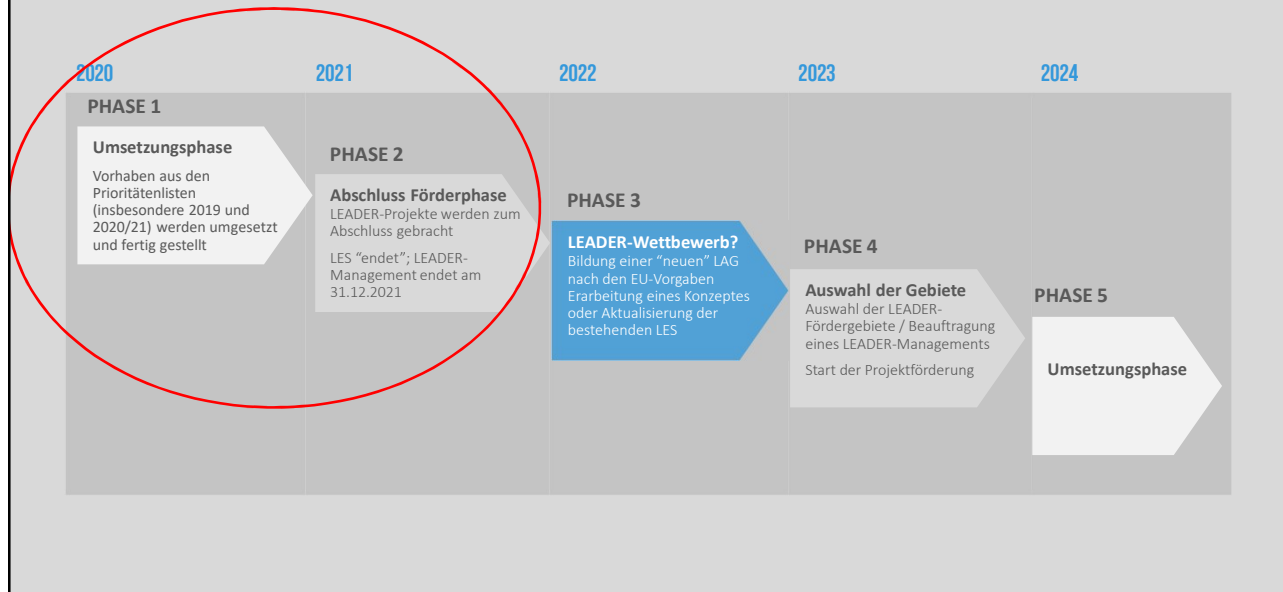 2020
2021
2022
2023
2024
PHASE 1
Umsetzungsphase
Vorhaben aus den
Prioritätenlisten
(insbesondere 2019 und
2020/21) werden umgesetzt
und fertig gestellt
PHASE 2
Abschluss Förderphase
LEADER-Projekte werden zum
Abschluss gebracht
LES “endet”; LEADER-
Management endet am
31.12.2021
PHASE 3
LEADER-Wettbewerb?
Bildung einer “neuen” LAG
nach den EU-Vorgaben
Erarbeitung eines Konzeptes
oder Aktualisierung der
bestehenden LES
PHASE 4
Auswahl der Gebiete
Auswahl der LEADER-
Fördergebiete / Beauftragung
eines LEADER-Managements
Start der Projektförderung
PHASE 5
Umsetzungsphase